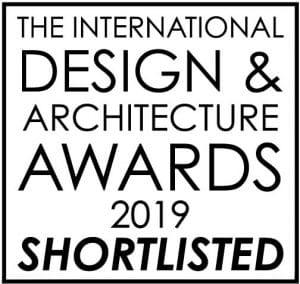 THE INTERNATIONAL
DESIGN &
ARCHITECTURE
AWARDS
2019
SHORTLISTED